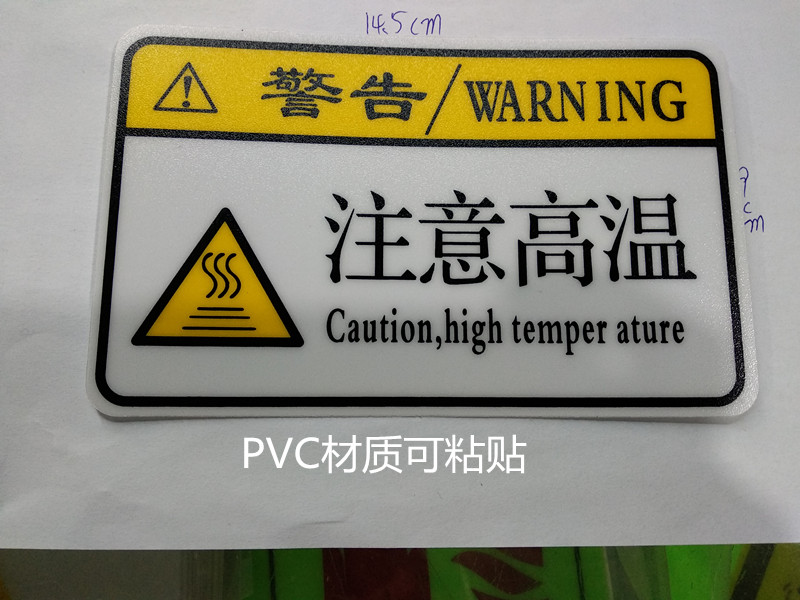 14.5cm
警告/WARNING
7cm
注意高温
Caution,high temper ature
PVC材质可粘贴